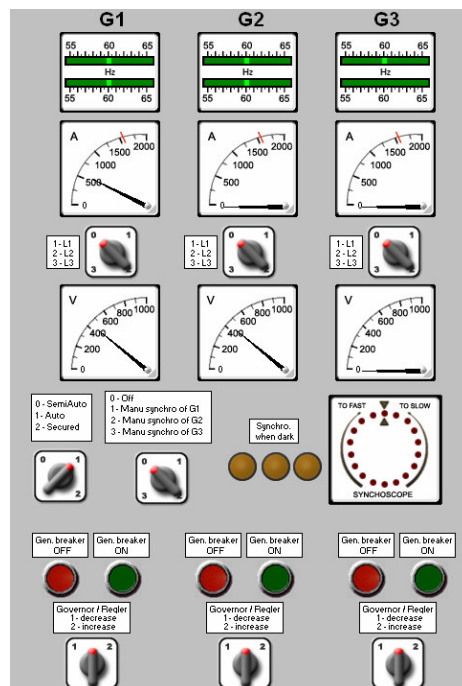 G1 G2 G3
55 60 65
Hz
55 60 65
55 60 65
Hz
55 60 65
55 60 65
Hz
55 60 65
A 0 500 1000 1500 2000
A 0 500 1000 1500 2000
A 0 500 1000 1500 2000
1 - L1
2 - L2
3 - L3
0 1
3 2
1 - L1
2 - L2
3 - L3
0 1
3
1 - L1
2 - L2
3 - L3
0 1
3
V 0 200 400 600 800 1000
V 0 200 400 600 800 1000
V 0 200 400 600 800 1000
0 - SemiAuto
1 - Auto
2 - Secured
0 1
2
0 - Off
1 - Manu synchro of G1
2 - Manu synchro of G2
3 - Manu synchro of G3
0 1
3
Synchro.
when dark
TO FAST TO SLOW
SYNCHOSCOPE
Gen. breaker
OFF
Gen. breaker
ON
Gen. breaker
OFF
Gen. breaker
ON
Gen. breaker
OFF
Gen. breaker
ON
Governor / Regler
1 - decrease
2 - increase
1 2
Governor / Regler
1 - decrease
2 - increase
1 2
Governor / Regler
1 - decrease
2 - increase
1 2